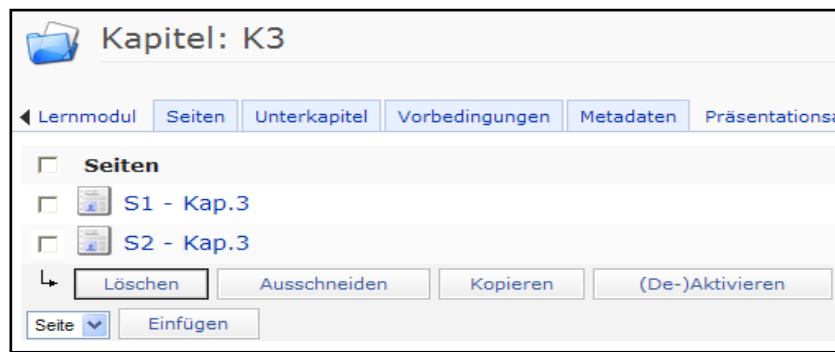 Kapitel: K3
Lernmodul Seiten Unterkapitel Vorbedingungen Metadaten Präsentationsa
Seiten
S1 - Kap.3
S2 - Kap.3
Löschen Ausschneiden Kopieren (De-)Aktivieren
Seite Einfügen